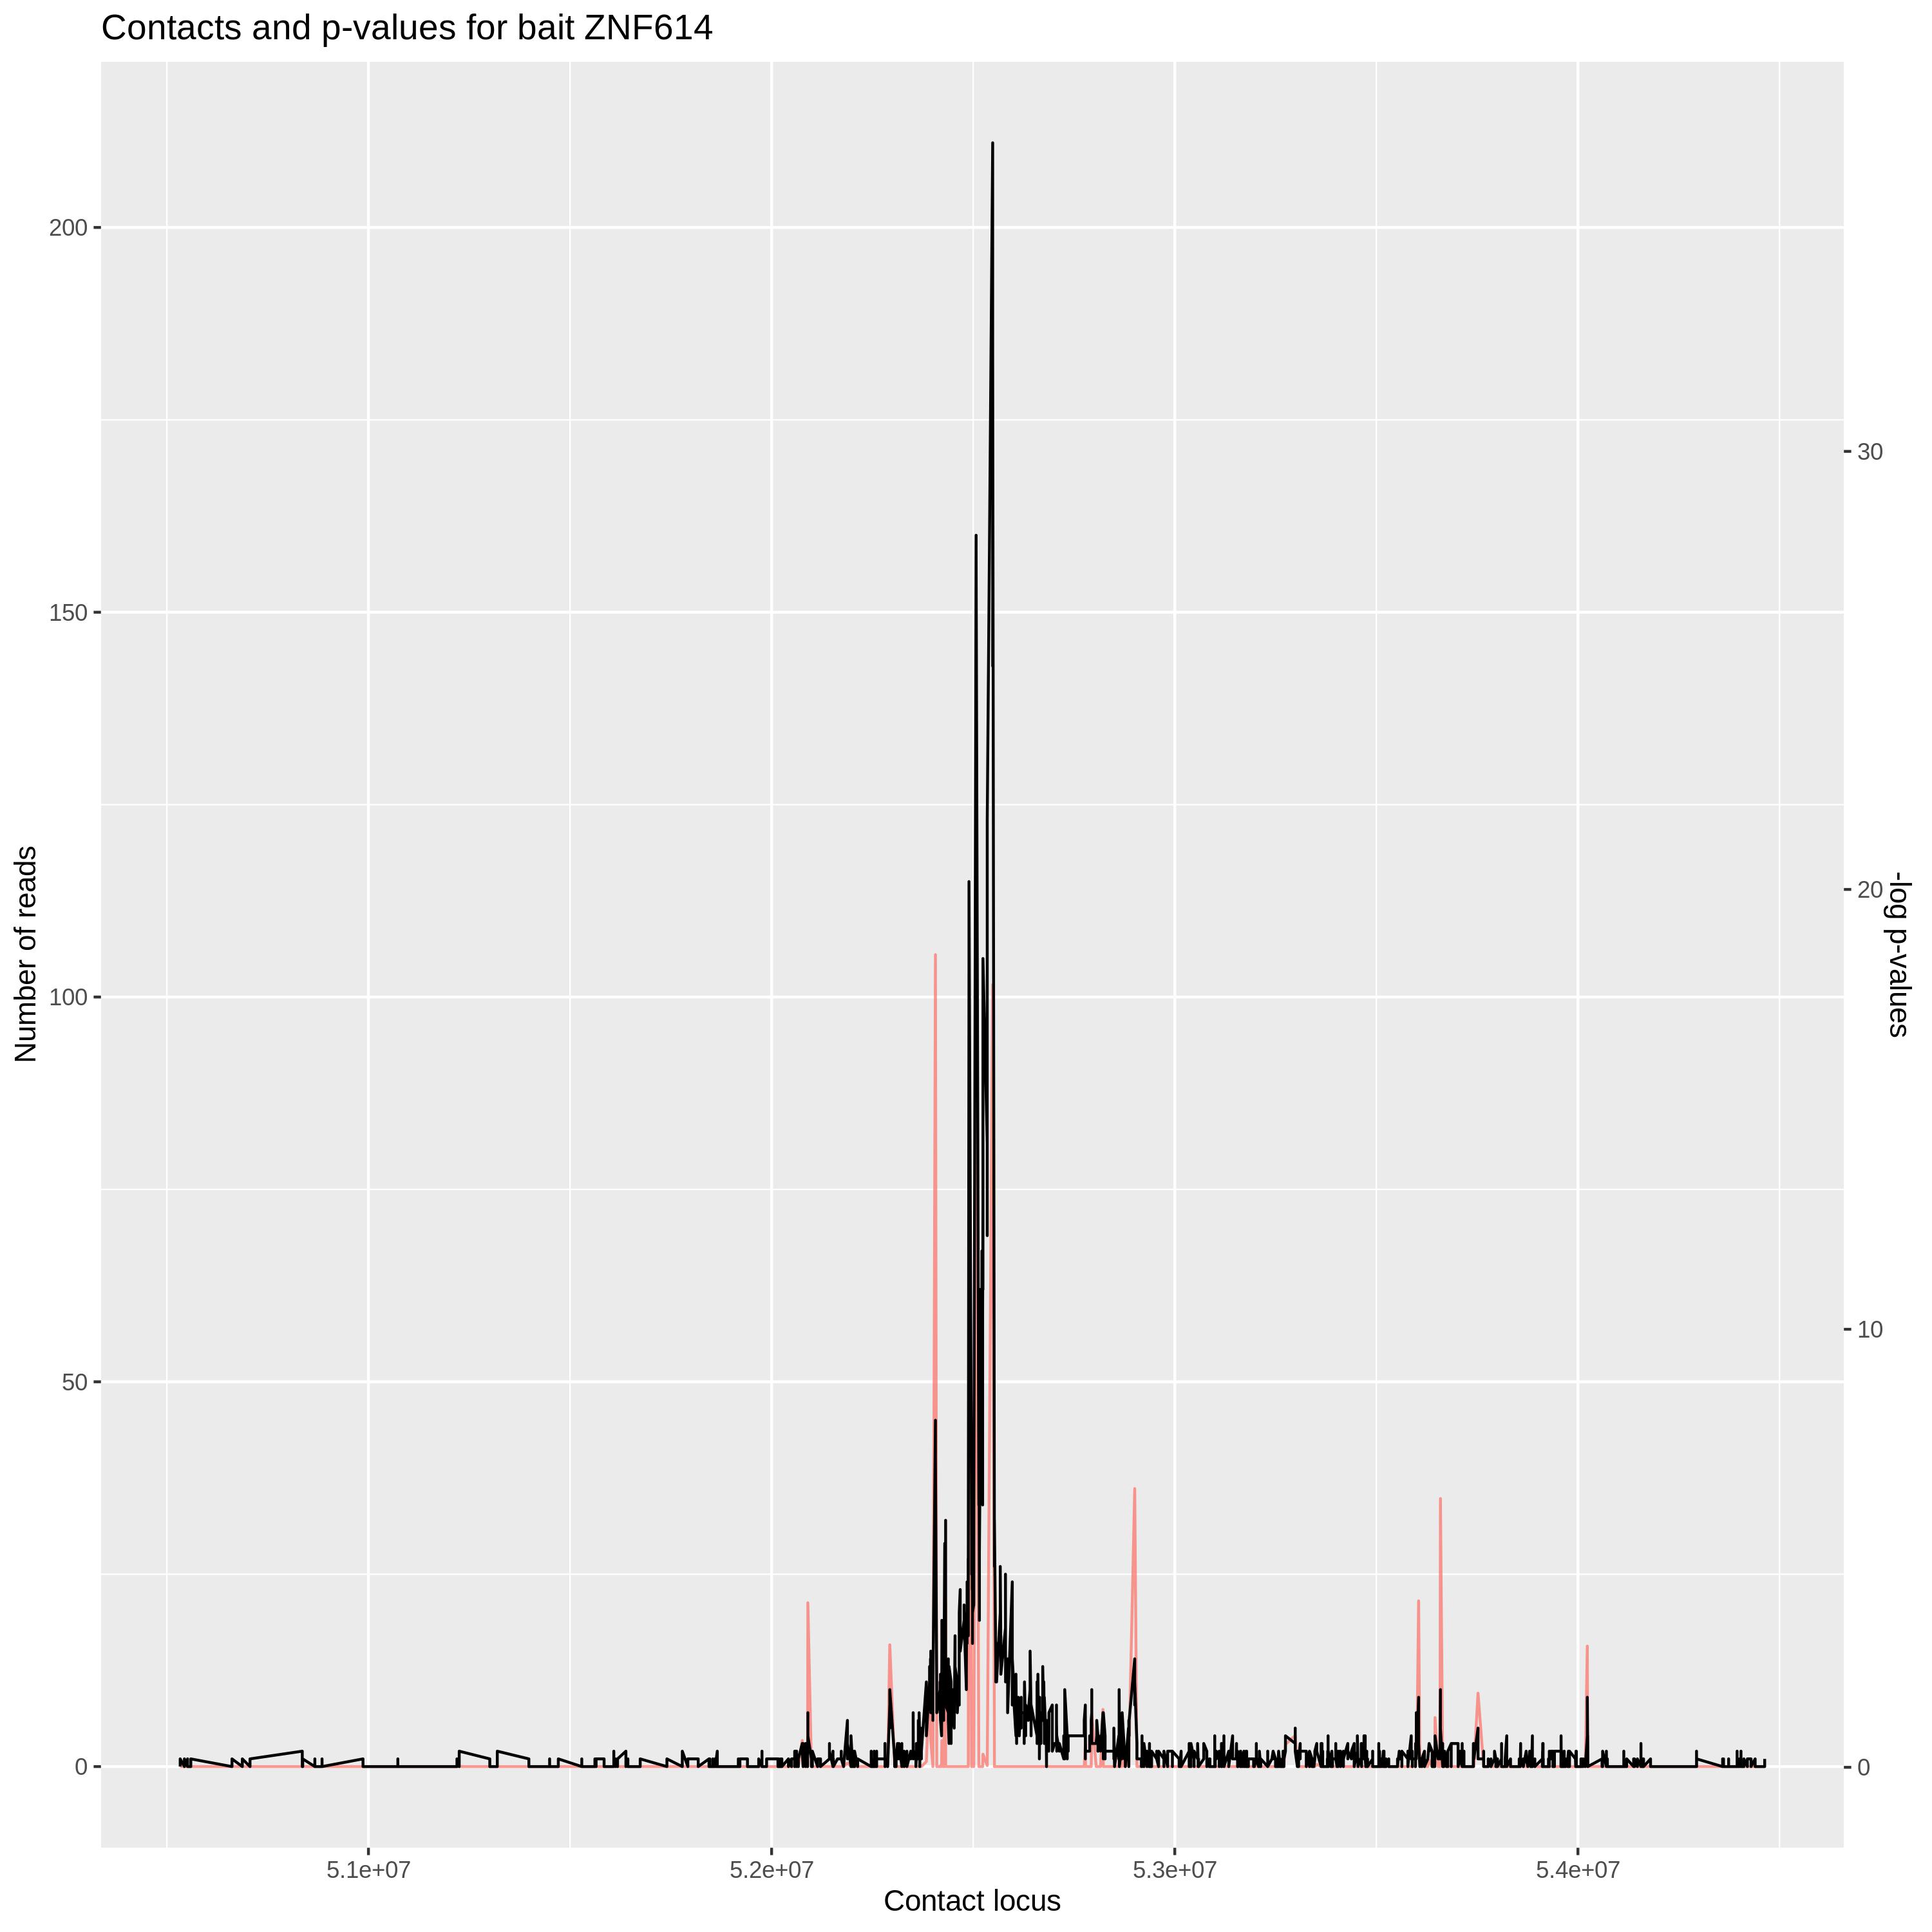 Contacts and p-values for bait ZNF614
200
150
100
50
0
Number of reads
30
20
10
0
-log p-values
5.1e+07 5.2e+07 5.3e+07 5.4e+07
Contact locus